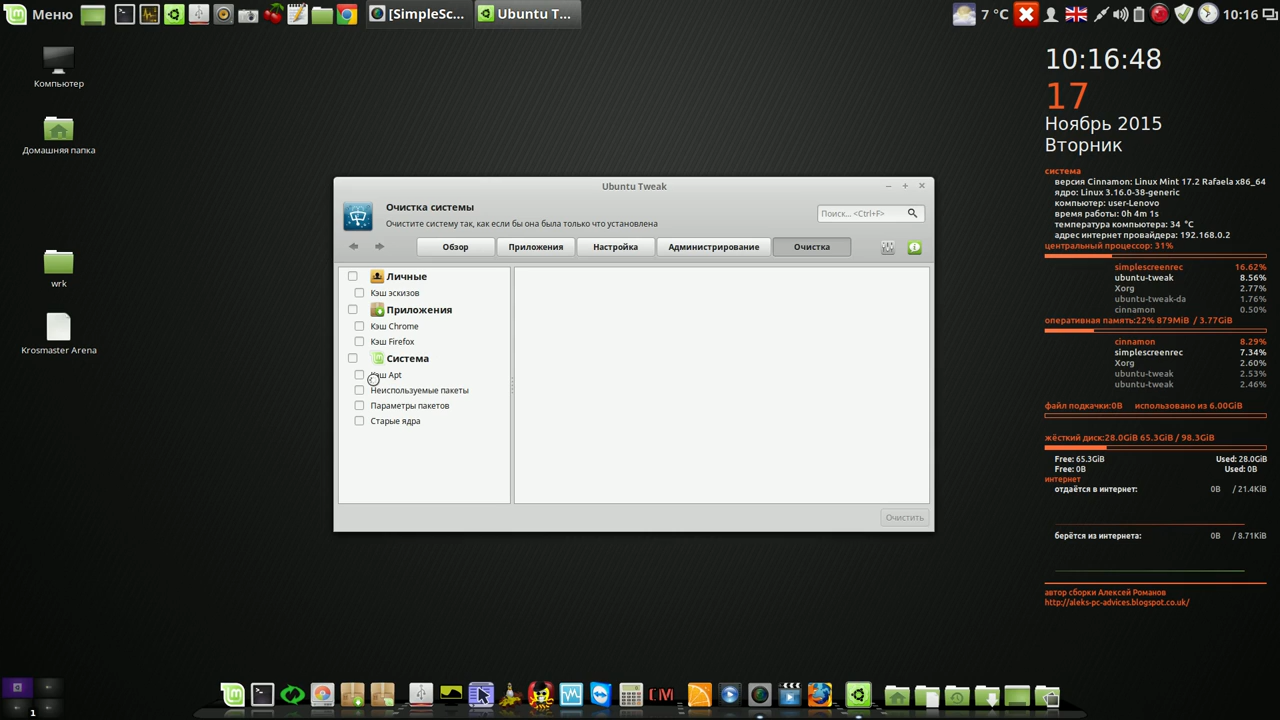 Меню
[SimpleSc...
Ubuntu T...
7 °C
10:16
Компьютер
Домашняя папка
wrk
Krosmaster Arena
Ubuntu Tweak
Очистка системы
Очистите систему так, как если бы она была только что установлена
Поиск... <Ctrl+F>
Обзор
Приложения
Настройка
Администрирование
Очистка
Личные
Кэш эскизов
Приложения
Кэш Chrome
Кэш Firefox
Система
Кэш Apt
Неиспользуемые пакеты
Параметры пакетов
Старые ядра
Очистить
10:16:48
17
Ноябрь 2015
Вторник
система
версия Cinnamon: Linux Mint 17.2 Rafaela x86_64
ядро: Linux 3.16.0-38-generic
компьютер: user-Lenovo
время работы: 0h 4m 1s
температура компьютера: 34 °C
адрес интернет провайдера: 192.168.0.2
центральный процессор: 31%
simplescreenrec 16.62%
ubuntu-tweak 8.56%
Xorg 2.77%
ubuntu-tweak-da 1.76%
cinnamon 0.50%
оперативная память:22% 879MiB / 3.77GiB
cinnamon 8.29%
simplescreenrec 7.34%
Xorg 2.60%
ubuntu-tweak 2.53%
ubuntu-tweak 2.46%
файл подкачки:0B использовано из 6.00GiB
жёсткий диск:28.0GiB 65.3GiB / 98.3GiB
Free: 65.3GiB Used: 28.0GiB
Free: 0B Used: 0B
интернет
отдаётся в интернет: 0B / 21.4KiB
берётся из интернета: 0B / 8.71KiB
автор сборки Алексей Романов
http://aleks-pc-advices.blogspot.co.uk/
CM
1